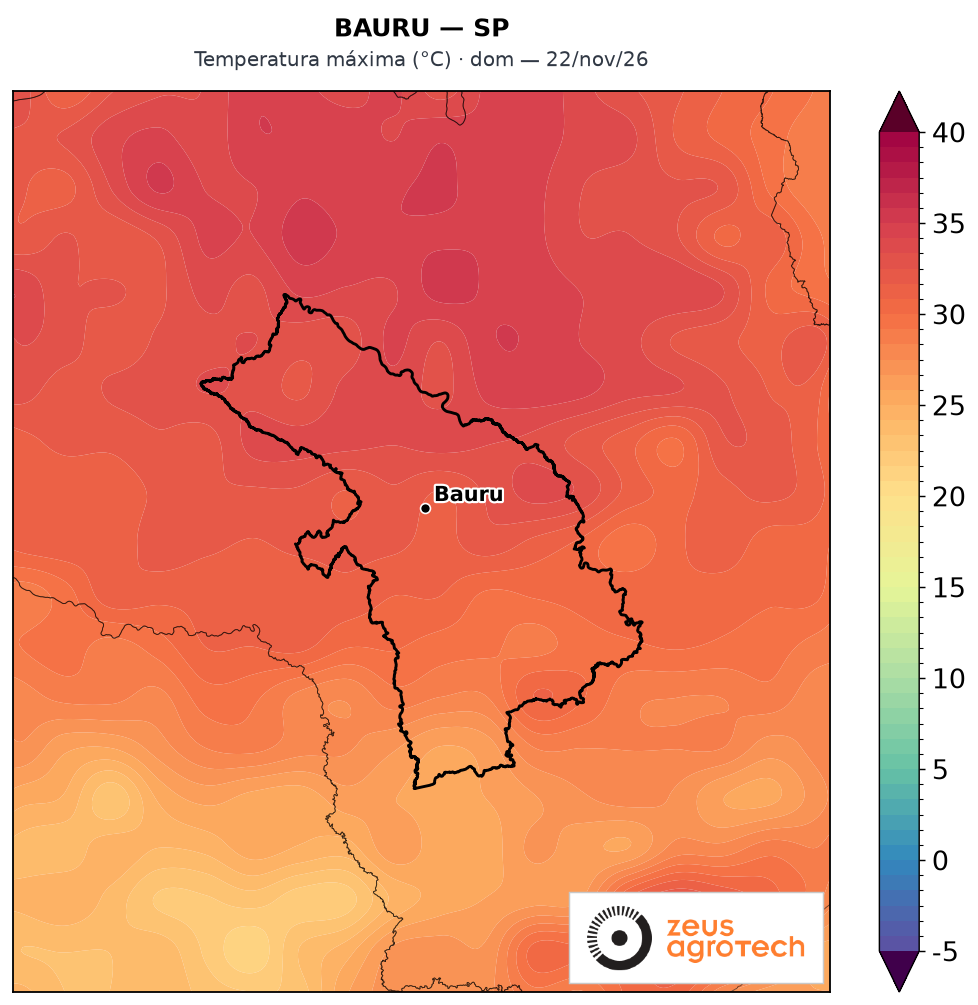 BAURU — SP
Temperatura máxima (°C) · dom — 22/nov/26
40
35
30
25
20
15
10
5
0
-5
Bauru
zeus
agrotech